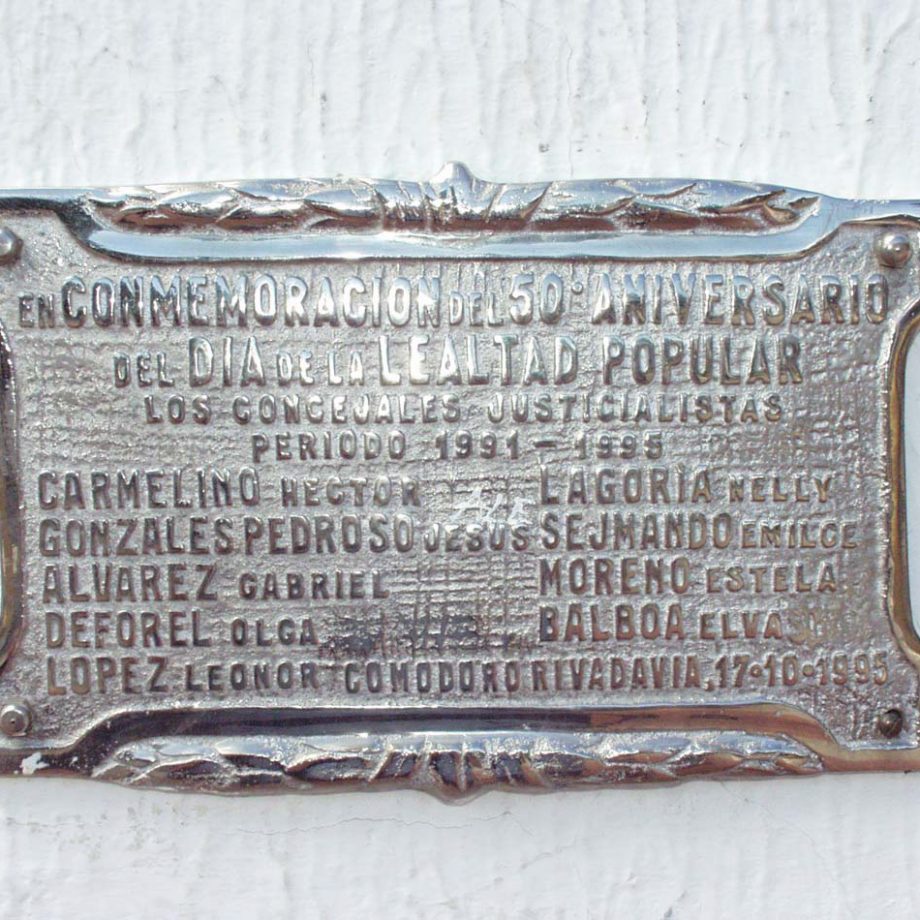 EN CONMEMORACION DEL 50º ANIVERSARIO
DEL DIA DE LA LEALTAD POPULAR
LOS CONCEJALES JUSTICIALISTAS
PERIODO 1991 - 1995
CARMELINO HECTOR LAGORIA NELLY
GONZALES PEDROSO JESUS SEJMANDO EMILCE
ALVAREZ GABRIEL MORENO ESTELA
DEFOREL OLGA BALBOA ELVA
LOPEZ LEONOR COMODORO RIVADAVIA, 17-10-1995